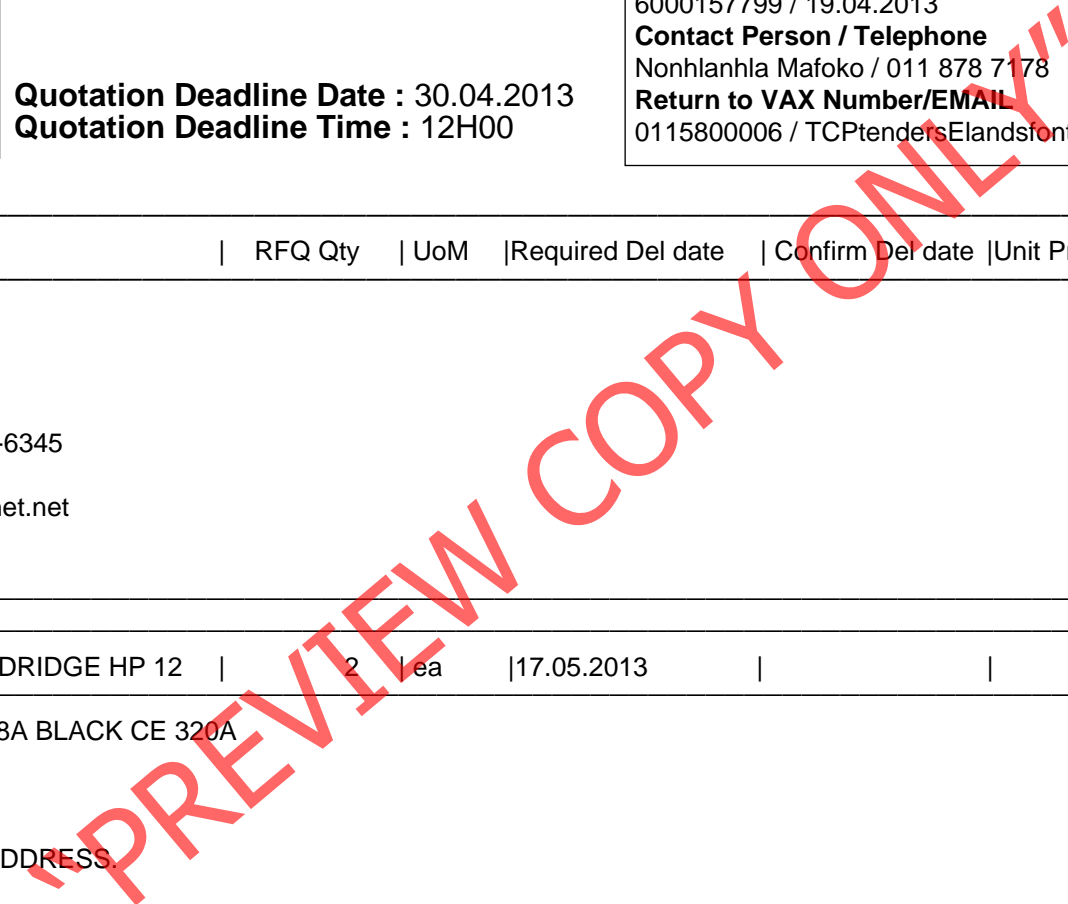 6000157799 / 19.04.2013
Contact Person / Telephone
Nonhlanhla Mafoko / 011 878 7178
Return to VAX Number/EMAIL
0115800006 / TCPtendersElandsfont
Quotation Deadline Date : 30.04.2013
Quotation Deadline Time : 12H00
| RFQ Qty | UoM |Required Del date | Confirm Del date |Unit Pr
-6345
et.net
DRIDGE HP 12 | 2 | ea |17.05.2013 | |
8A BLACK CE 320A
DDRESS.
"PREVIEW COPY ONLY"